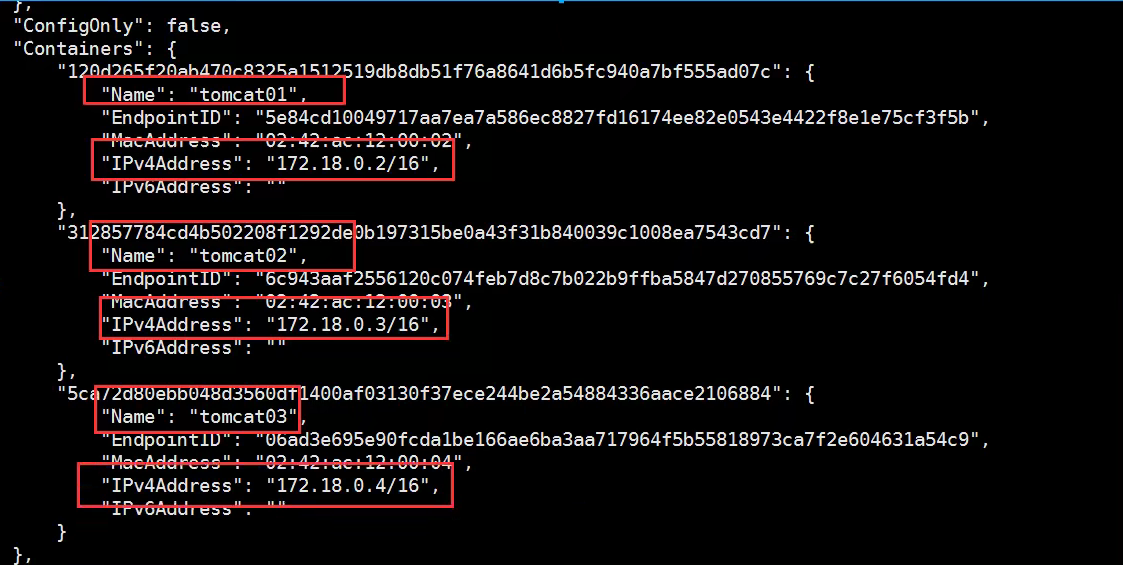 },
"ConfigOnly": false,
"Containers": {
"120d265f20ab470c8325a1512519db8db51f76a8641d6b5fc940a7bf555ad07c": {
"Name": "tomcat01",
"EndpointID": "5e84cd10049717aa7ea7a586ec8827fd16174ee82e0543e4422f8e1e75cf3f5b",
"MacAddress": "02:42:ac:12:00:02",
"IPv4Address": "172.18.0.2/16",
"IPv6Address": ""
},
"312857784cd4b502208f1292de0b197315be0a43f31b840039c1008ea7543cd7": {
"Name": "tomcat02",
"EndpointID": "6c943aaf2556120c074feb7d8c7b022b9ffba5847d270855769c7c27f6054fd4",
"MacAddress": "02:42:ac:12:00:03",
"IPv4Address": "172.18.0.3/16",
"IPv6Address": ""
},
"5ca72d80ebb048d3560df1400af03130f37ece244be2a54884336aace2106884": {
"Name": "tomcat03",
"EndpointID": "06ad3e695e90fcda1be166ae6ba3aa717964f5b55818973ca7f2e604631a54c9",
"MacAddress": "02:42:ac:12:00:04",
"IPv4Address": "172.18.0.4/16",
"IPv6Address": ""
}
},